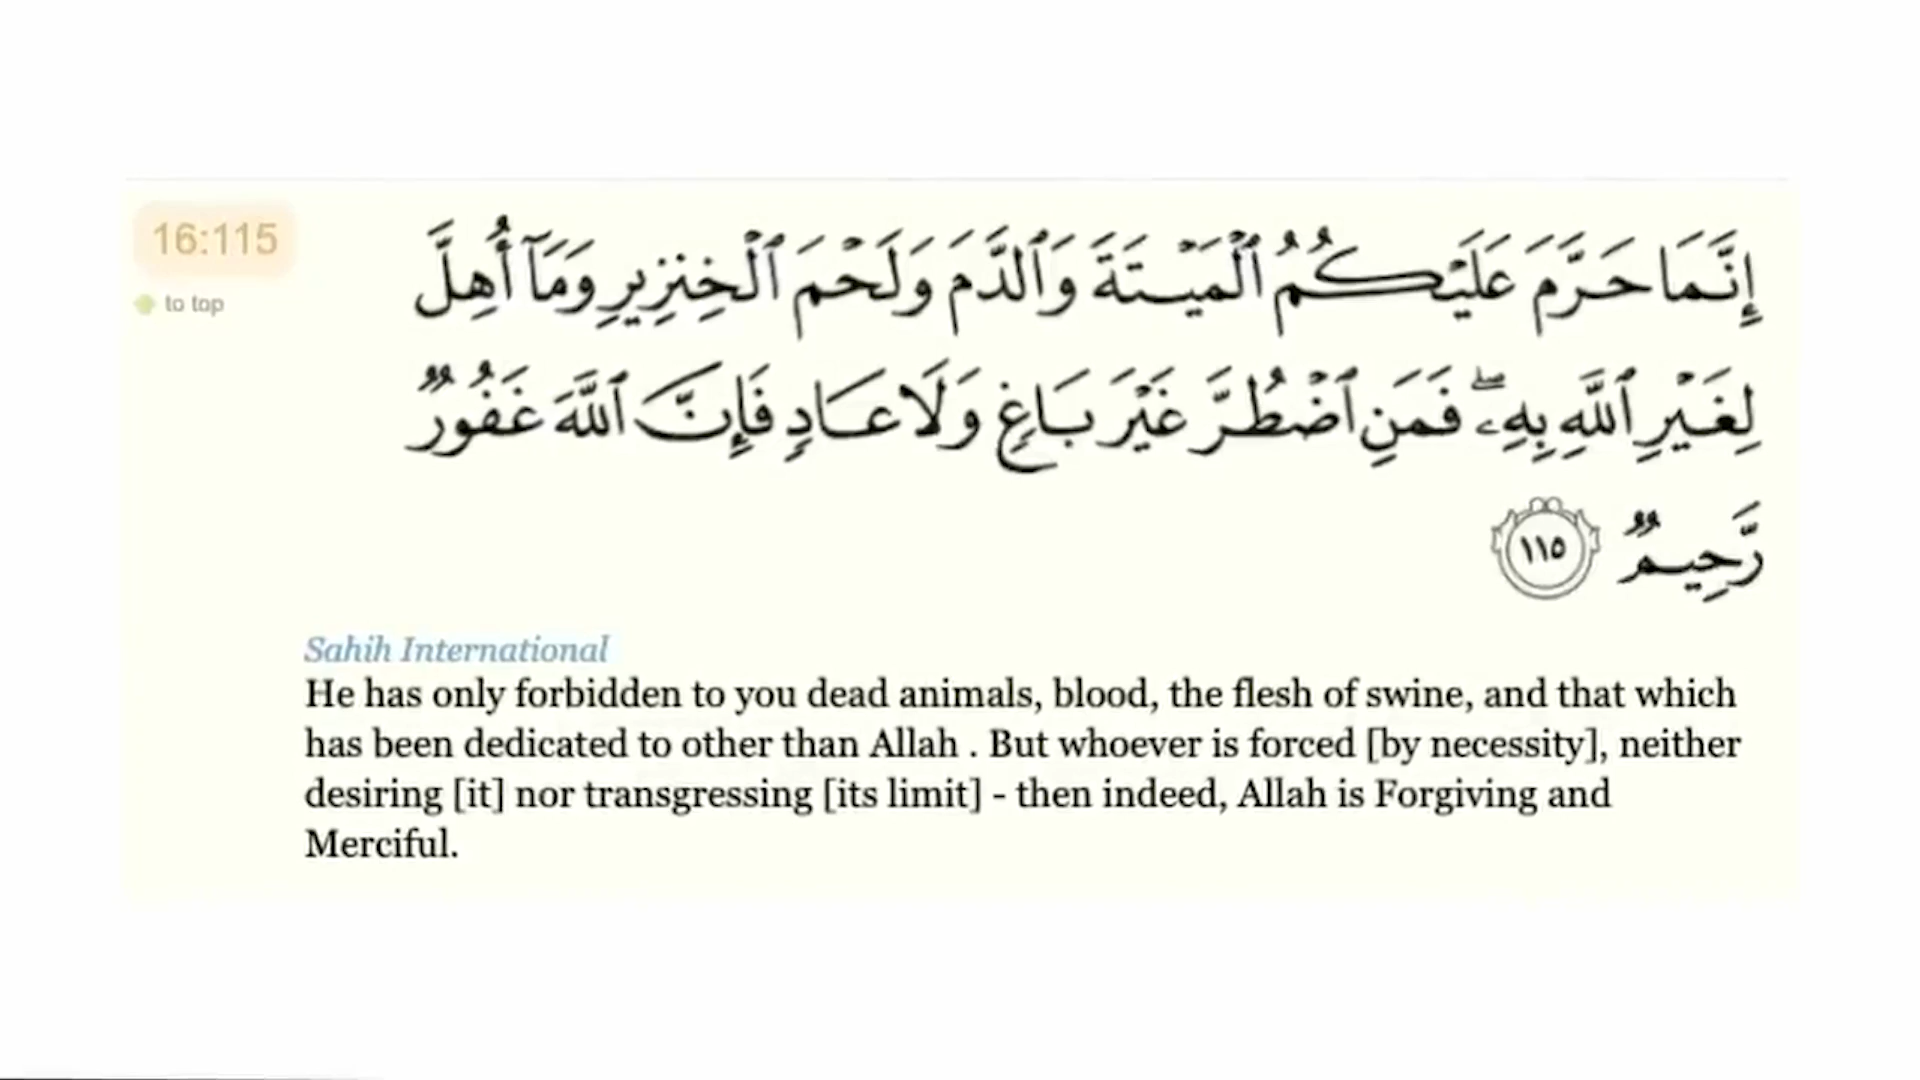 16:115
to top
إِنَّمَا حَرَّمَ عَلَيْكُمُ ٱلْمَيْتَةَ وَٱلدَّمَ وَلَحْمَ ٱلْخِنزِيرِ وَمَآ أُهِلَّ
لِغَيْرِ ٱللَّهِ بِهِۦ ۖ فَمَنِ ٱضْطُرَّ غَيْرَ بَاغٍ وَلَا عَادٍ فَإِنَّ ٱللَّهَ غَفُورٌ
رَّحِيمٌ ١١٥
Sahih International
He has only forbidden to you dead animals, blood, the flesh of swine, and that which
has been dedicated to other than Allah . But whoever is forced [by necessity], neither
desiring [it] nor transgressing [its limit] - then indeed, Allah is Forgiving and
Merciful.